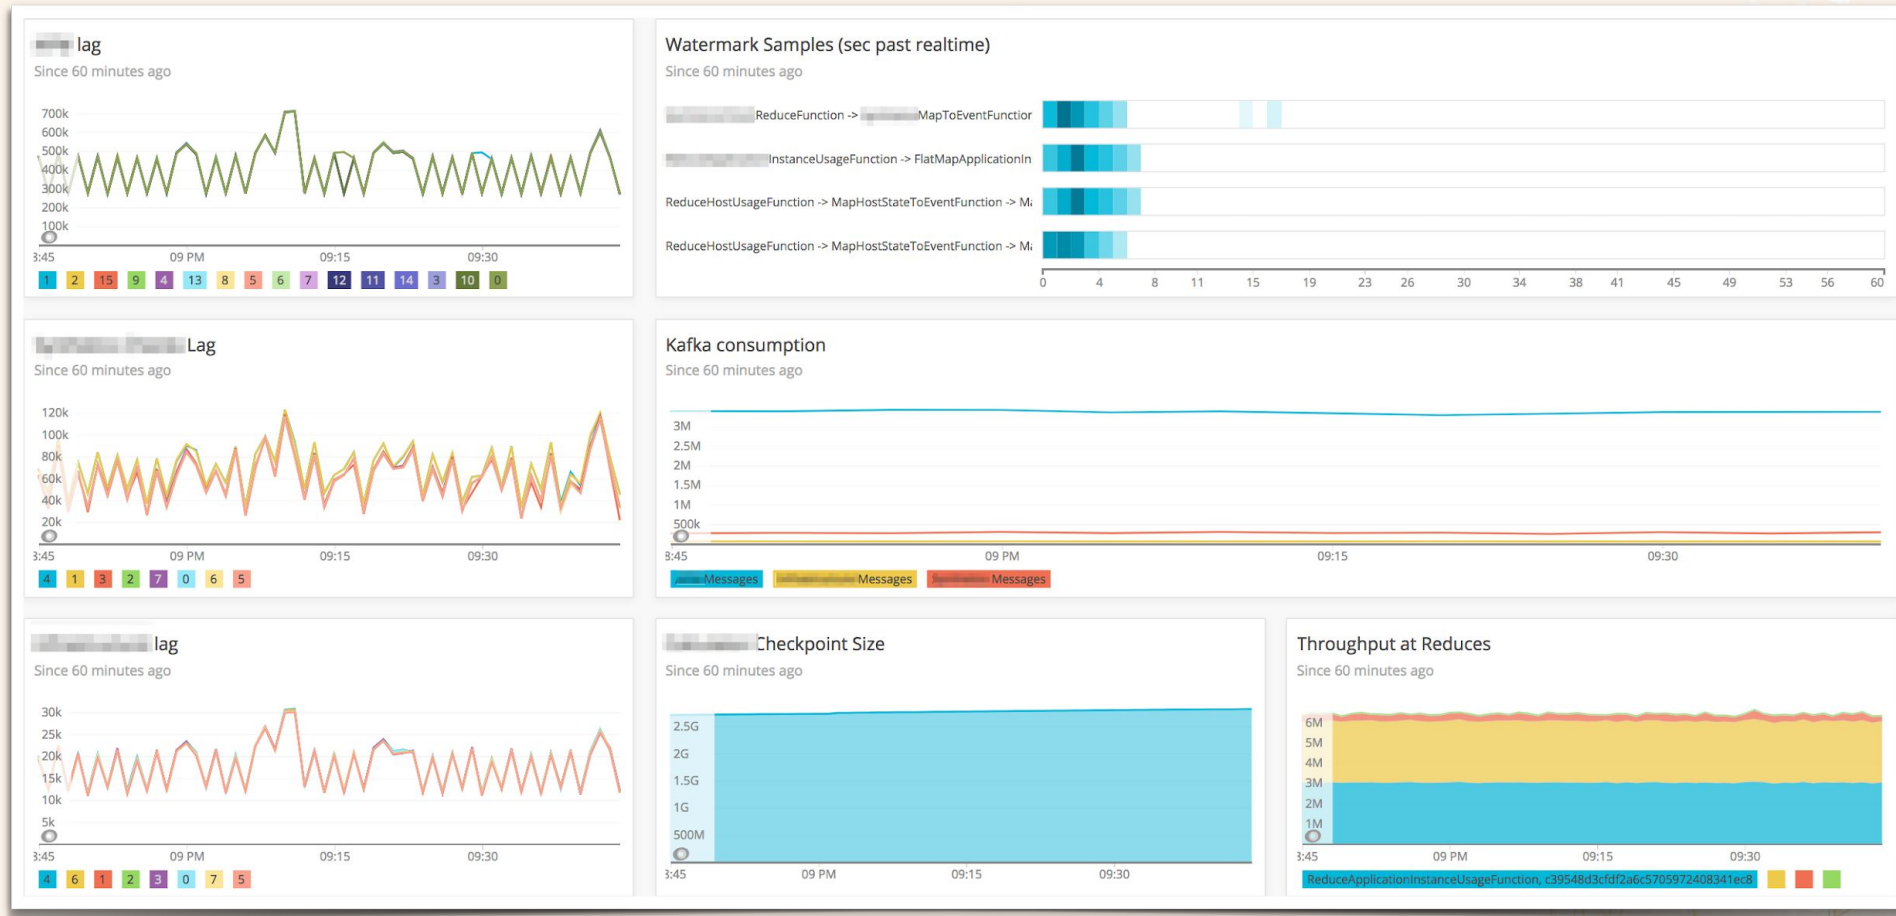 lag
Since 60 minutes ago
700k
600k
500k
400k
300k
200k
100k
3:45 09 PM 09:15 09:30
1 2 15 9 4 13 8 5 6 7 12 11 14 3 10 0
Watermark Samples (sec past realtime)
Since 60 minutes ago
ReduceFunction -> MapToEventFunction
InstanceUsageFunction -> FlatMapApplicationIn
ReduceHostUsageFunction -> MapHostStateToEventFunction -> Ma
ReduceHostUsageFunction -> MapHostStateToEventFunction -> Ma
0 4 8 11 15 19 23 26 30 34 38 41 45 49 53 56 60
Lag
Since 60 minutes ago
120k
100k
80k
60k
40k
20k
3:45 09 PM 09:15 09:30
4 1 3 2 7 0 6 5
Kafka consumption
Since 60 minutes ago
3M
2.5M
2M
1.5M
1M
500k
3:45 09 PM 09:15 09:30
Messages Messages Messages
lag
Since 60 minutes ago
30k
25k
20k
15k
10k
5k
3:45 09 PM 09:15 09:30
4 6 1 2 3 0 7 5
Checkpoint Size
Since 60 minutes ago
2.5G
2G
1.5G
1G
500M
3:45 09 PM 09:15 09:30
Throughput at Reduces
Since 60 minutes ago
6M
5M
4M
3M
2M
1M
3:45 09 PM 09:15 09:30
ReduceApplicationInstanceUsageFunction, c39548d3cfdf2a6c5705972408341ec8